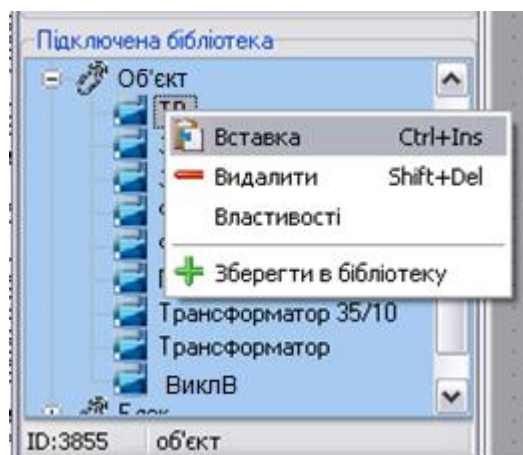 Підключена бібліотека
Об'єкт
ТР
Вставка Ctrl+Ins
Видалити Shift+Del
Властивості
Зберегти в бібліотеку
Трансформатор 35/10
Трансформатор
ВиклВ
Блок
ID:3855 об'єкт